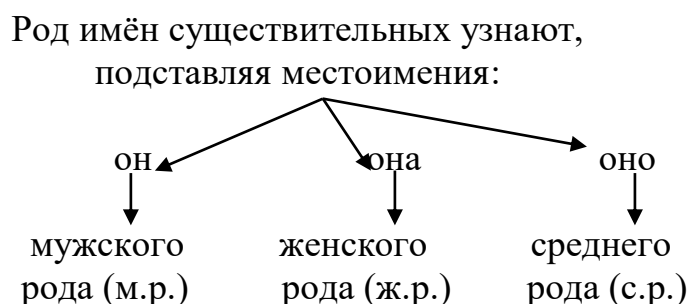 Род имён существительных узнают,
подставляя местоимения:
он она оно
мужского женского среднего
рода (м.р.) рода (ж.р.) рода (с.р.)